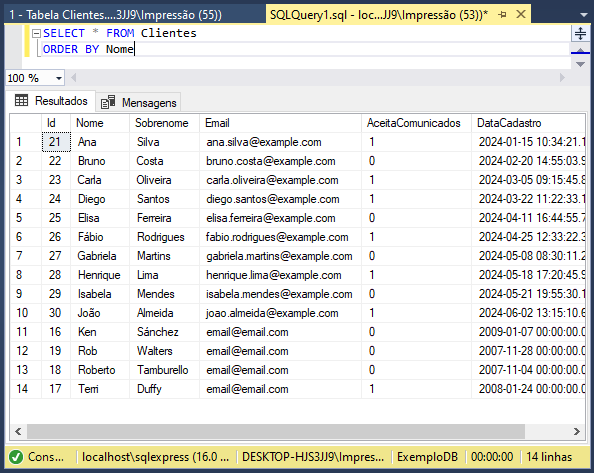 1 - Tabela Clientes....3JJ9\Impressão (55)) SQLQuery1.sql - loc...JJ9\Impressão (53))*
SELECT * FROM Clientes
ORDER BY Nome
100 %
Resultados Mensagens
Id Nome Sobrenome Email AceitaComunicados DataCadastro
1 21 Ana Silva ana.silva@example.com 1 2024-01-15 10:34:21.1
2 22 Bruno Costa bruno.costa@example.com 0 2024-02-20 14:55:03.9
3 23 Carla Oliveira carla.oliveira@example.com 1 2024-03-05 09:15:45.8
4 24 Diego Santos diego.santos@example.com 1 2024-03-22 11:22:33.1
5 25 Elisa Ferreira elisa.ferreira@example.com 0 2024-04-11 16:44:55.7
6 26 Fábio Rodrigues fabio.rodrigues@example.com 1 2024-04-25 12:33:22.3
7 27 Gabriela Martins gabriela.martins@example.com 0 2024-05-08 08:30:11.2
8 28 Henrique Lima henrique.lima@example.com 1 2024-05-18 17:20:45.9
9 29 Isabela Mendes isabela.mendes@example.com 0 2024-05-21 19:55:30.1
10 30 João Almeida joao.almeida@example.com 1 2024-06-02 13:15:10.6
11 16 Ken Sánchez email@email.com 0 2009-01-07 00:00:00.0
12 19 Rob Walters email@email.com 0 2007-11-28 00:00:00.0
13 18 Roberto Tamburello email@email.com 0 2007-11-04 00:00:00.0
14 17 Terri Duffy email@email.com 1 2008-01-24 00:00:00.0
Cons... localhost\sqlexpress (16.0 ... DESKTOP-HJS3JJ9\Impres... ExemploDB 00:00:00 14 linhas